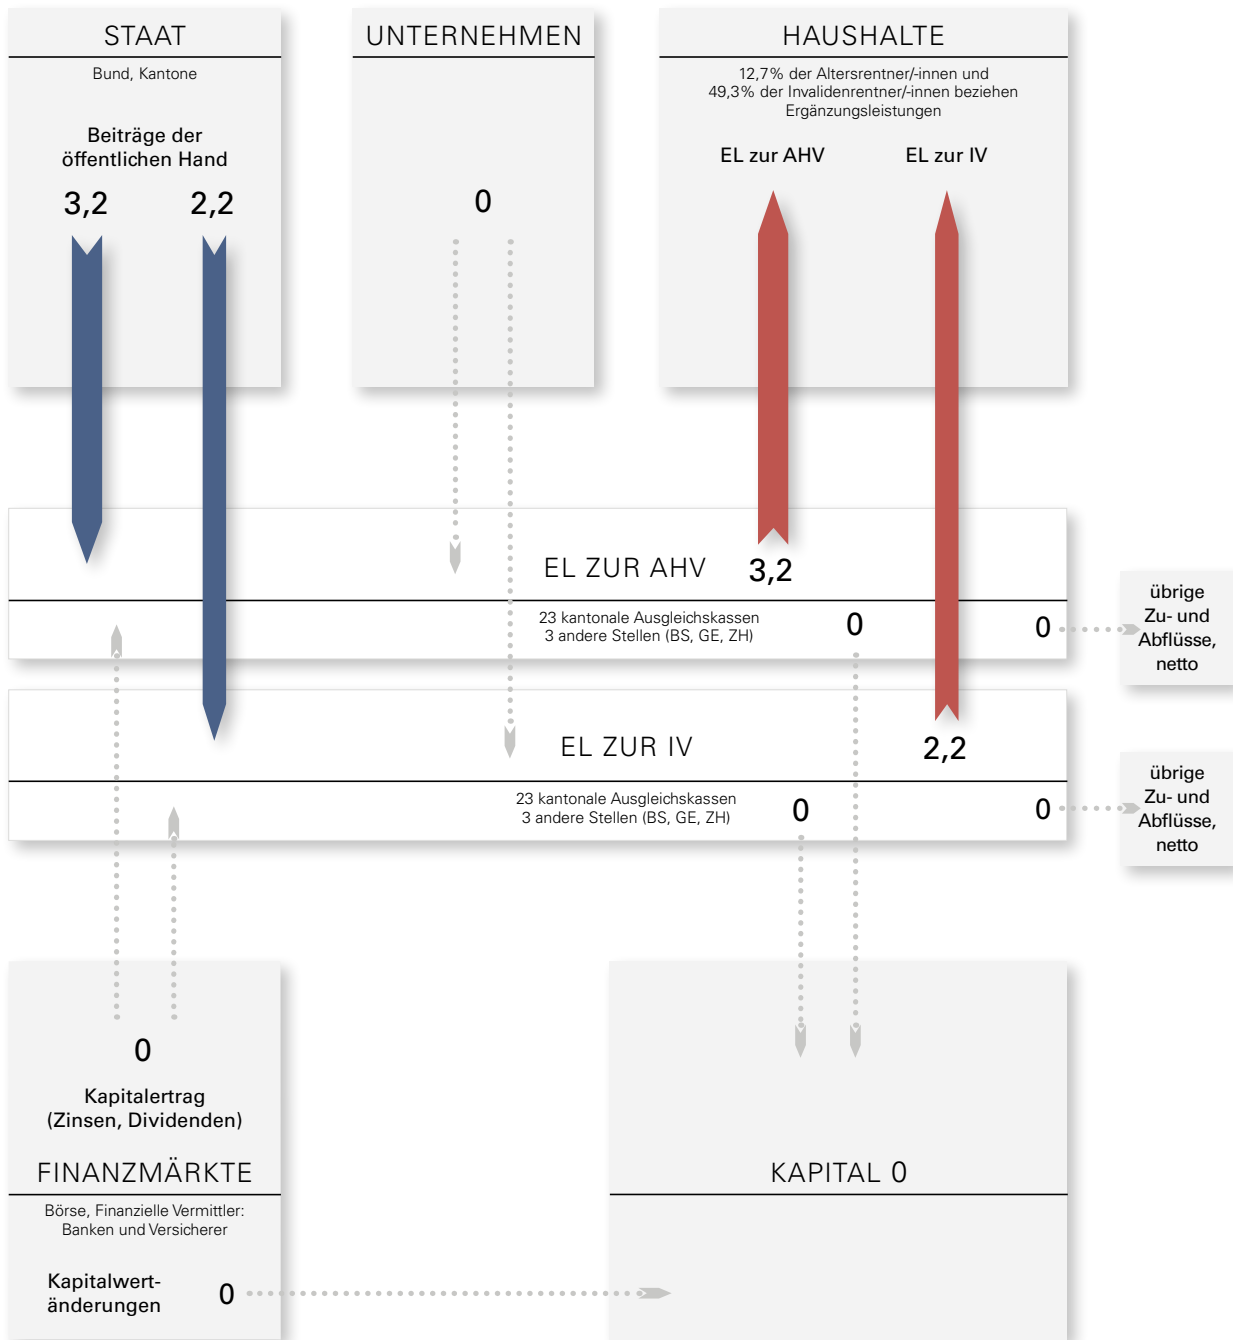 STAAT
Bund, Kantone
Beiträge der
öffentlichen Hand
3,2
2,2
UNTERNEHMEN
0
HAUSHALTE
12,7% der Altersrentner/-innen und
49,3% der Invalidenrentner/-innen beziehen
Ergänzungsleistungen
EL zur AHV
EL zur IV
EL ZUR AHV
3,2
23 kantonale Ausgleichskassen
3 andere Stellen (BS, GE, ZH)
0
0
übrige
Zu- und
Abflüsse,
netto
EL ZUR IV
2,2
23 kantonale Ausgleichskassen
3 andere Stellen (BS, GE, ZH)
0
0
übrige
Zu- und
Abflüsse,
netto
0
Kapitalertrag
(Zinsen, Dividenden)
FINANZMÄRKTE
Börse, Finanzielle Vermittler:
Banken und Versicherer
Kapitalwert-
änderungen
0
KAPITAL 0